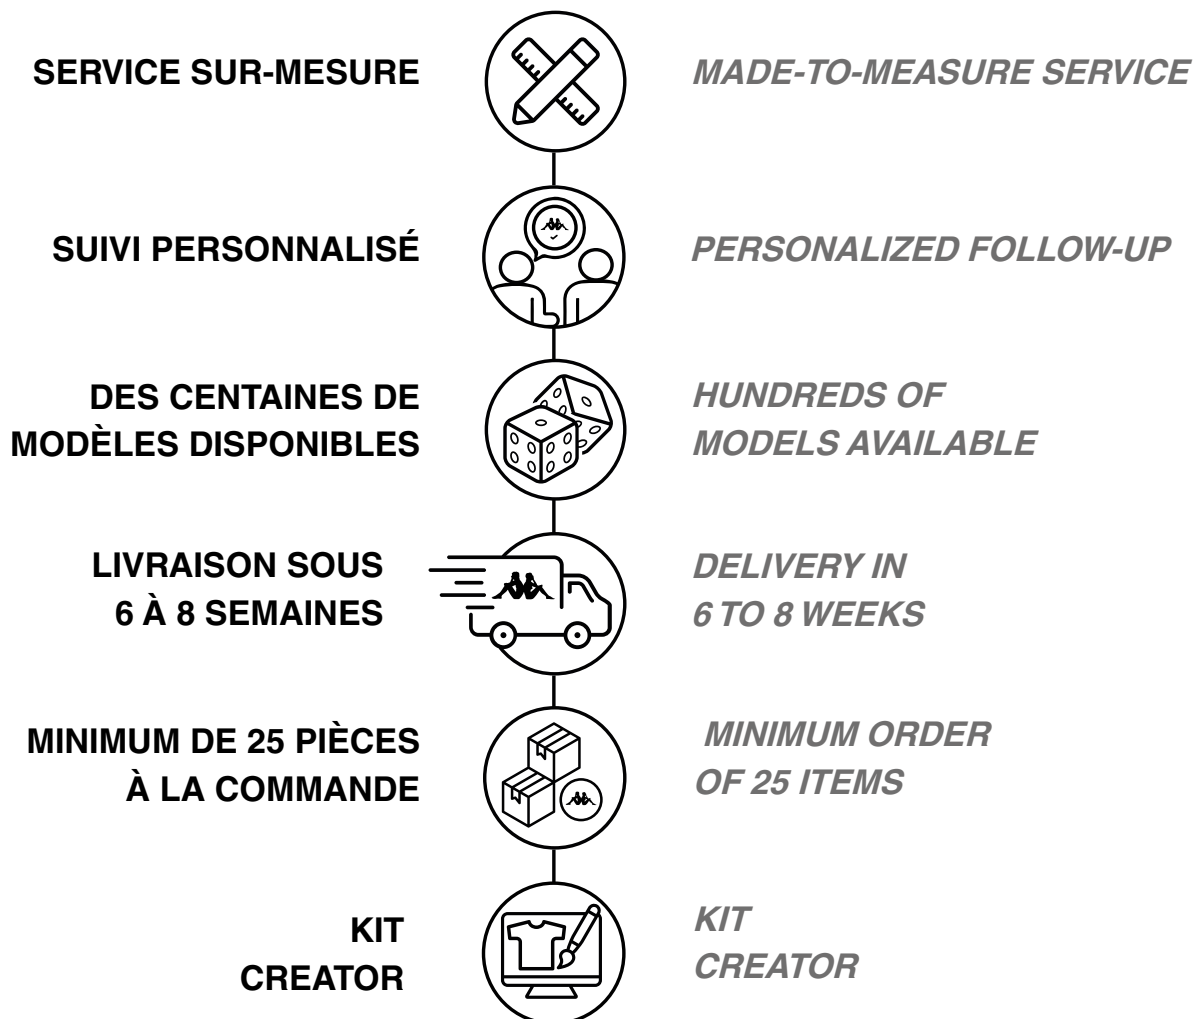 SERVICE SUR-MESURE
MADE-TO-MEASURE SERVICE
SUIVI PERSONNALISÉ
PERSONALIZED FOLLOW-UP
DES CENTAINES DE
MODÈLES DISPONIBLES
HUNDREDS OF
MODELS AVAILABLE
LIVRAISON SOUS
6 À 8 SEMAINES
DELIVERY IN
6 TO 8 WEEKS
MINIMUM DE 25 PIÈCES
À LA COMMANDE
MINIMUM ORDER
OF 25 ITEMS
KIT
CREATOR
KIT
CREATOR